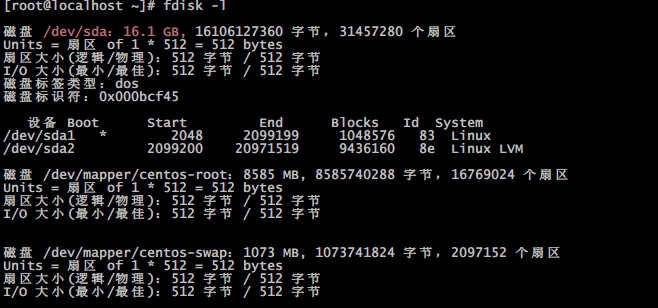 [root@localhost ~]# fdisk -l
磁盘 /dev/sda: 16.1 GB, 16106127360 字节, 31457280 个扇区
Units = 扇区 of 1 * 512 = 512 bytes
扇区大小(逻辑/物理): 512 字节 / 512 字节
I/O 大小(最小/最佳): 512 字节 / 512 字节
磁盘标签类型: dos
磁盘标识符: 0x000bcf45
设备 Boot Start End Blocks Id System
/dev/sda1 * 2048 2099199 1048576 83 Linux
/dev/sda2 2099200 20971519 9436160 8e Linux LVM
磁盘 /dev/mapper/centos-root: 8585 MB, 8585740288 字节, 16769024 个扇区
Units = 扇区 of 1 * 512 = 512 bytes
扇区大小(逻辑/物理): 512 字节 / 512 字节
I/O 大小(最小/最佳): 512 字节 / 512 字节
磁盘 /dev/mapper/centos-swap: 1073 MB, 1073741824 字节, 2097152 个扇区
Units = 扇区 of 1 * 512 = 512 bytes
扇区大小(逻辑/物理): 512 字节 / 512 字节
I/O 大小(最小/最佳): 512 字节 / 512 字节